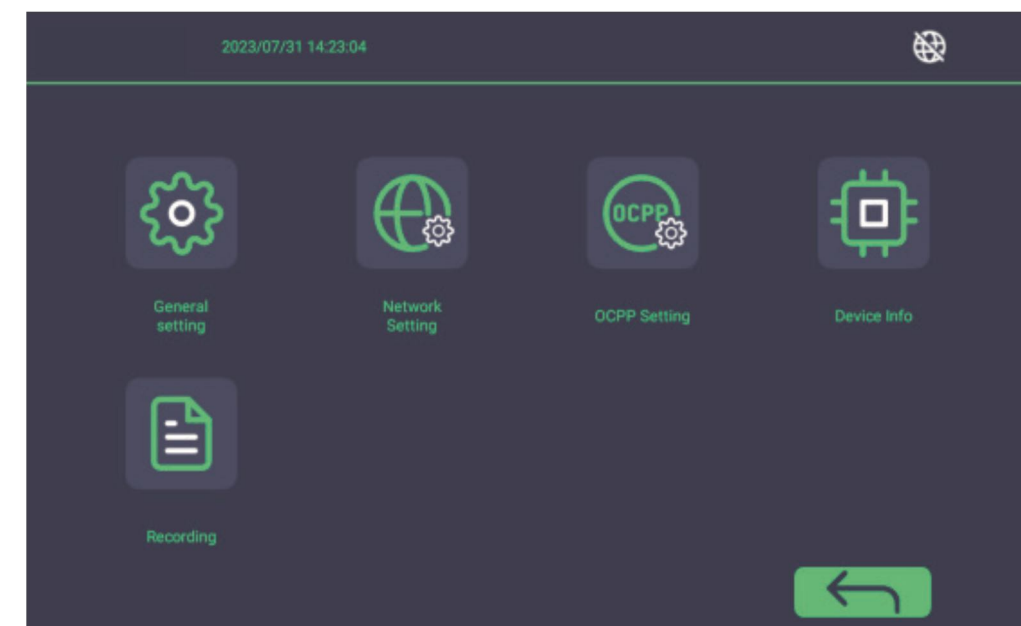 2023/07/31 14:23:04
OCPP
General
setting
Network
Setting
OCPP Setting
Device Info
Recording